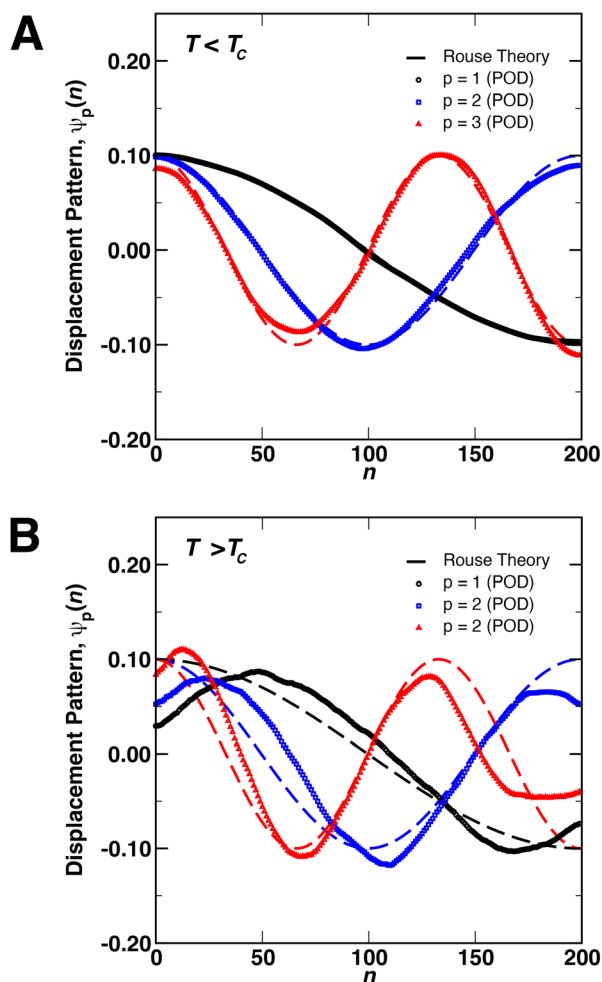 A
T < Tc
0.20
Rouse Theory
p = 1 (POD)
p = 2 (POD)
p = 3 (POD)
0.10
0.00
-0.10
-0.20
Displacement Pattern, ψp(n)
0 50 100 150 200
n
B
T >Tc
0.20
Rouse Theory
p = 1 (POD)
p = 2 (POD)
p = 2 (POD)
0.10
0.00
-0.10
-0.20
Displacement Pattern, ψp(n)
0 50 100 150 200
n